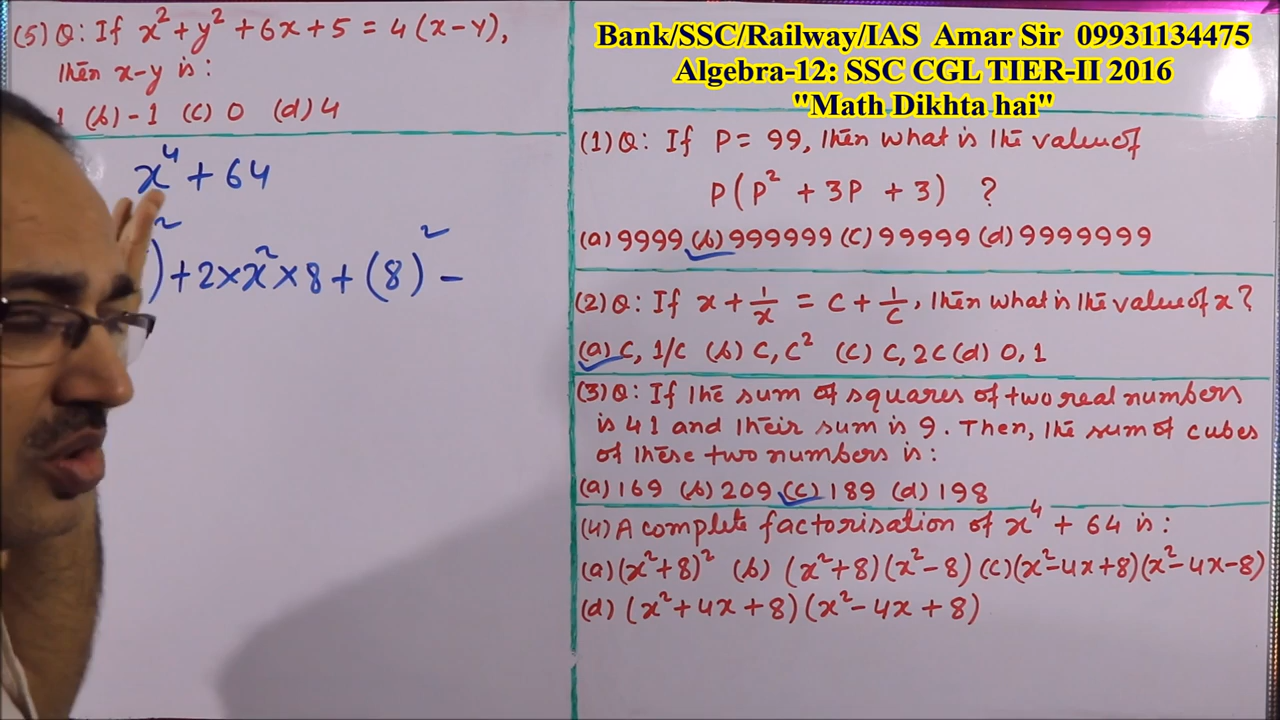 (5) Q: If x² + y² + 6x + 5 = 4 (x-y),
then x-y is:
1 (b) -1 (c) 0 (d) 4
x⁴ + 64
)² + 2 × x² × 8 + (8)² -
Bank/SSC/Railway/IAS Amar Sir 09931134475
Algebra-12: SSC CGL TIER-II 2016
"Math Dikhta hai"
(1) Q: If P = 99, then what is the value of
P(P² + 3P + 3) ?
(a) 9999 (b) 999999 (c) 99999 (d) 9999999
(2) Q: If x + 1/x = c + 1/c, then what is the value of x?
(a) C, 1/C (b) C, C² (c) C, 2C (d) 0, 1
(3) Q: If the sum of squares of two real numbers
is 41 and their sum is 9. Then, the sum of cubes
of these two numbers is:
(a) 169 (b) 209 (c) 189 (d) 198
(4) A complete factorisation of x⁴ + 64 is:
(a) (x²+8)² (b) (x²+8)(x²-8) (c) (x²-4x+8)(x²-4x-8)
(d) (x²+4x+8)(x²-4x+8)